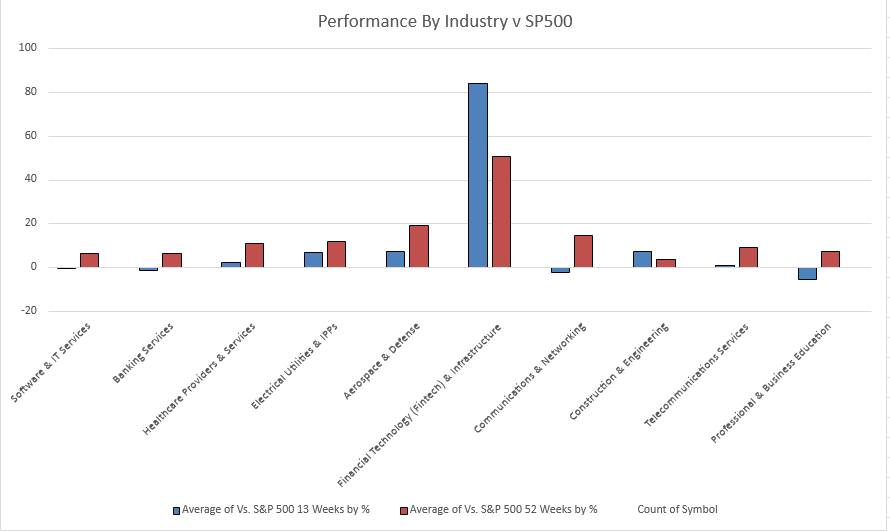 Performance By Industry v SP500
100
80
60
40
20
0
-20
Software & IT Services
Banking Services
Healthcare Providers & Services
Electrical Utilities & IPPs
Aerospace & Defense
Financial Technology (Fintech) & Infrastructure
Communications & Networking
Construction & Engineering
Telecommunications Services
Professional & Business Education
Average of Vs. S&P 500 13 Weeks by %
Average of Vs. S&P 500 52 Weeks by %
Count of Symbol